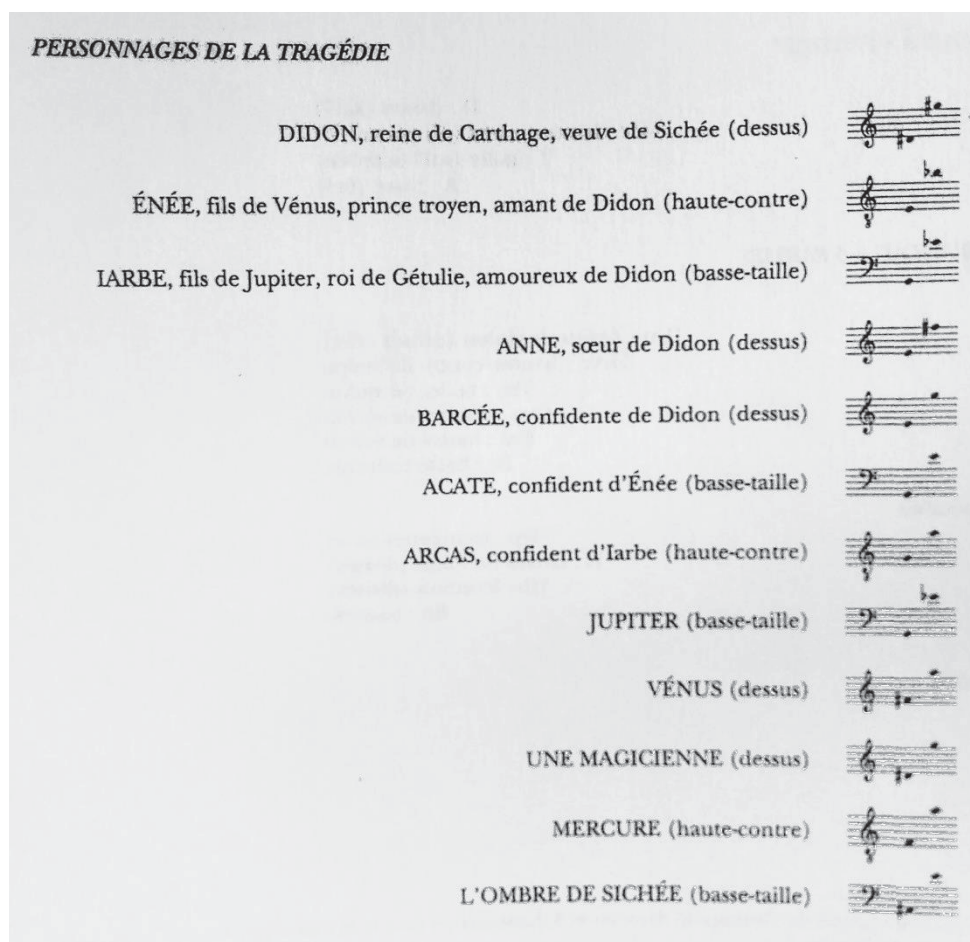 PERSONNAGES DE LA TRAGÉDIE
DIDON, reine de Carthage, veuve de Sichée (dessus)
ÉNÉE, fils de Vénus, prince troyen, amant de Didon (haute-contre)
IARBE, fils de Jupiter, roi de Gétulie, amoureux de Didon (basse-taille)
ANNE, sœur de Didon (dessus)
BARCÉE, confidente de Didon (dessus)
ACATE, confident d'Énée (basse-taille)
ARCAS, confident d'Iarbe (haute-contre)
JUPITER (basse-taille)
VÉNUS (dessus)
UNE MAGICIENNE (dessus)
MERCURE (haute-contre)
L'OMBRE DE SICHÉE (basse-taille)